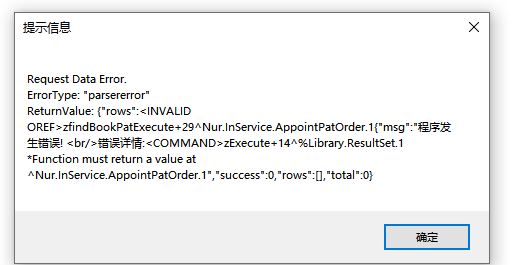 提示信息
Request Data Error.
ErrorType: "parsererror"
ReturnValue: {"rows":<INVALID
OREF>zfindBookPatExecute+29^Nur.InService.AppointPatOrder.1{"msg":"程序发
生错误! <br/>错误详情:<COMMAND>zExecute+14^%Library.ResultSet.1
*Function must return a value at
^Nur.InService.AppointPatOrder.1","success":0,"rows":[],"total":0}
确定